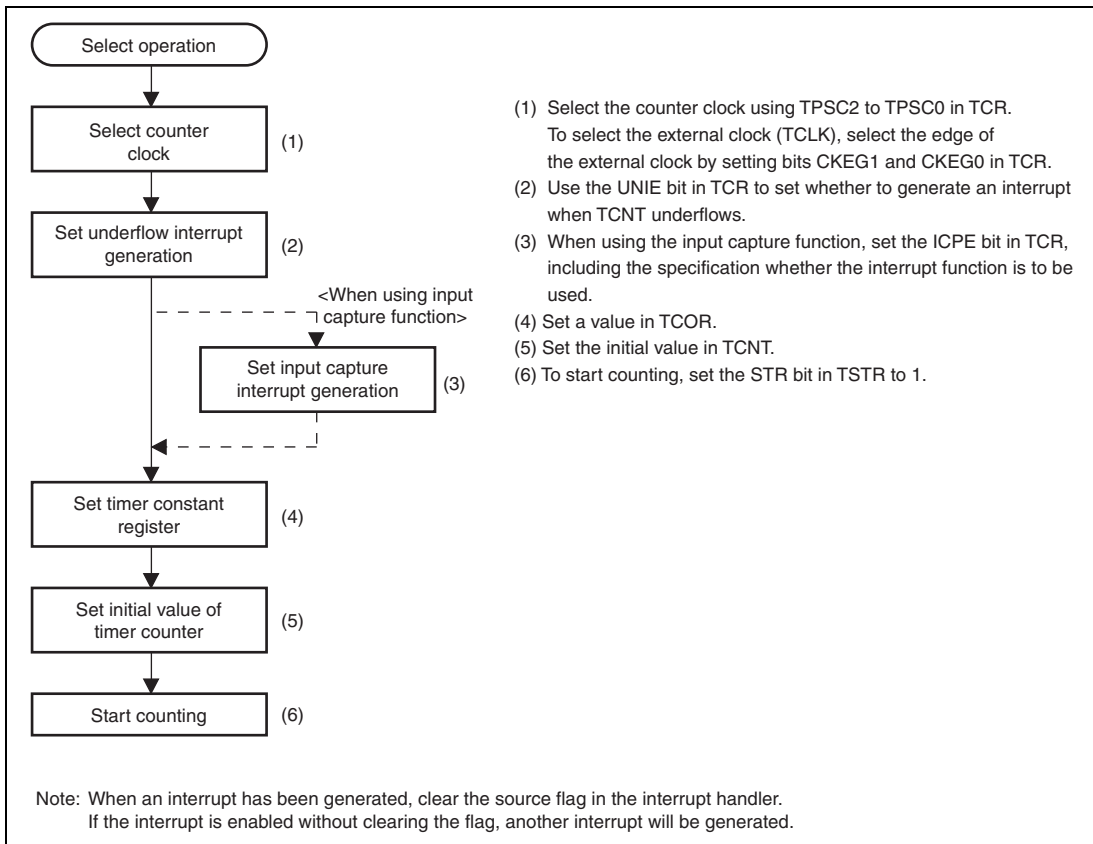 Select operation
Select counter
clock
(1)
Set underflow interrupt
generation
(2)
<When using input
capture function>
Set input capture
interrupt generation
(3)
Set timer constant
register
(4)
Set initial value of
timer counter
(5)
Start counting
(6)
(1) Select the counter clock using TPSC2 to TPSC0 in TCR.
To select the external clock (TCLK), select the edge of
the external clock by setting bits CKEG1 and CKEG0 in TCR.
(2) Use the UNIE bit in TCR to set whether to generate an interrupt
when TCNT underflows.
(3) When using the input capture function, set the ICPE bit in TCR,
including the specification whether the interrupt function is to be
used.
(4) Set a value in TCOR.
(5) Set the initial value in TCNT.
(6) To start counting, set the STR bit in TSTR to 1.
Note: When an interrupt has been generated, clear the source flag in the interrupt handler.
If the interrupt is enabled without clearing the flag, another interrupt will be generated.